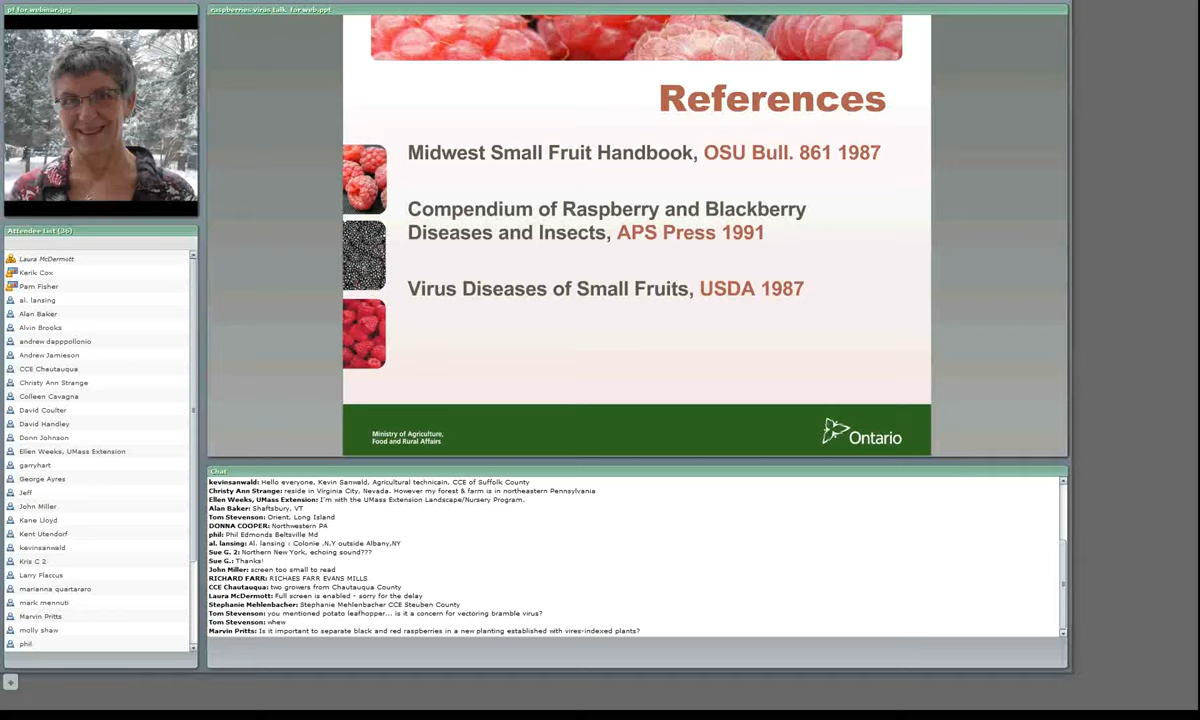 pf for webinar.jpg
raspberries virus talk. for web.ppt
References
Midwest Small Fruit Handbook, OSU Bull. 861 1987
Compendium of Raspberry and Blackberry
Diseases and Insects, APS Press 1991
Virus Diseases of Small Fruits, USDA 1987
Ministry of Agriculture,
Food and Rural Affairs
Ontario
Attendee List (36)
Laura McDermott
Kerik Cox
Pam Fisher
al. lansing
Alan Baker
Alvin Brooks
andrew dapppollonio
Andrew Jamieson
CCE Chautauqua
Christy Ann Strange
Colleen Cavagna
David Coulter
David Handley
Donn Johnson
Ellen Weeks, UMass Extension
garryhart
George Ayres
Jeff
John Miller
Kane Lloyd
Kent Utendorf
kevinsanwald
Kris C 2
Larry Flaccus
marianna quartararo
mark mennuti
Marvin Pritts
molly shaw
phil
Chat
kevinsanwald: Hello everyone, Kevin Sanwald, Agricultural technicain, CCE of Suffolk County
Christy Ann Strange: reside in Virginia City, Nevada. However my forest & farm is in northeastern Pennsylvania
Ellen Weeks, UMass Extension: I'm with the UMass Extension Landscape/Nursery Program.
Alan Baker: Shaftsbury, VT
Tom Stevenson: Orient, Long Island
DONNA COOPER: Northwestern PA
phil: Phil Edmonds Beltsville Md
al. lansing: Al. lansing : Colonie ,N.Y outside Albany,NY
Sue G. 2: Northern New York, echoing sound???
Sue G.: Thanks!
John Miller: screen too small to read
RICHARD FARR: RICHAES FARR EVANS MILLS
CCE Chautauqua: two growers from Chautauqua County
Laura McDermott: Full screen is enabled - sorry for the delay
Stephanie Mehlenbacher: Stephanie Mehlenbacher CCE Steuben County
Tom Stevenson: you mentioned potato leafhopper... is it a concern for vectoring bramble virus?
Tom Stevenson: whew
Marvin Pritts: Is it important to separate black and red raspberries in a new planting established with vires-indexed plants?